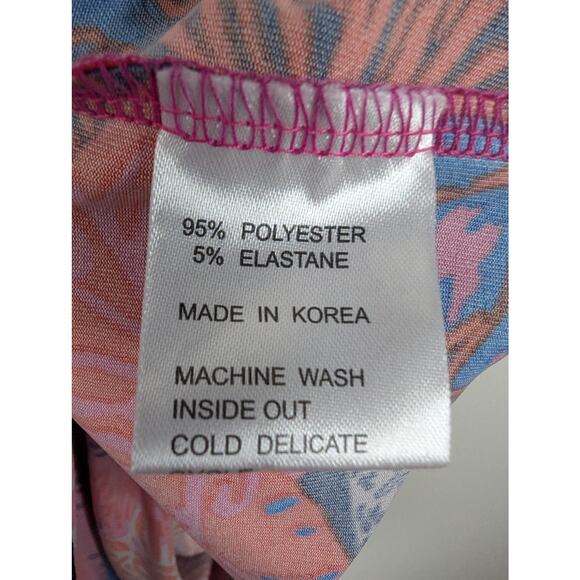 95% POLYESTER
5% ELASTANE
MADE IN KOREA
MACHINE WASH
INSIDE OUT
COLD DELICATE